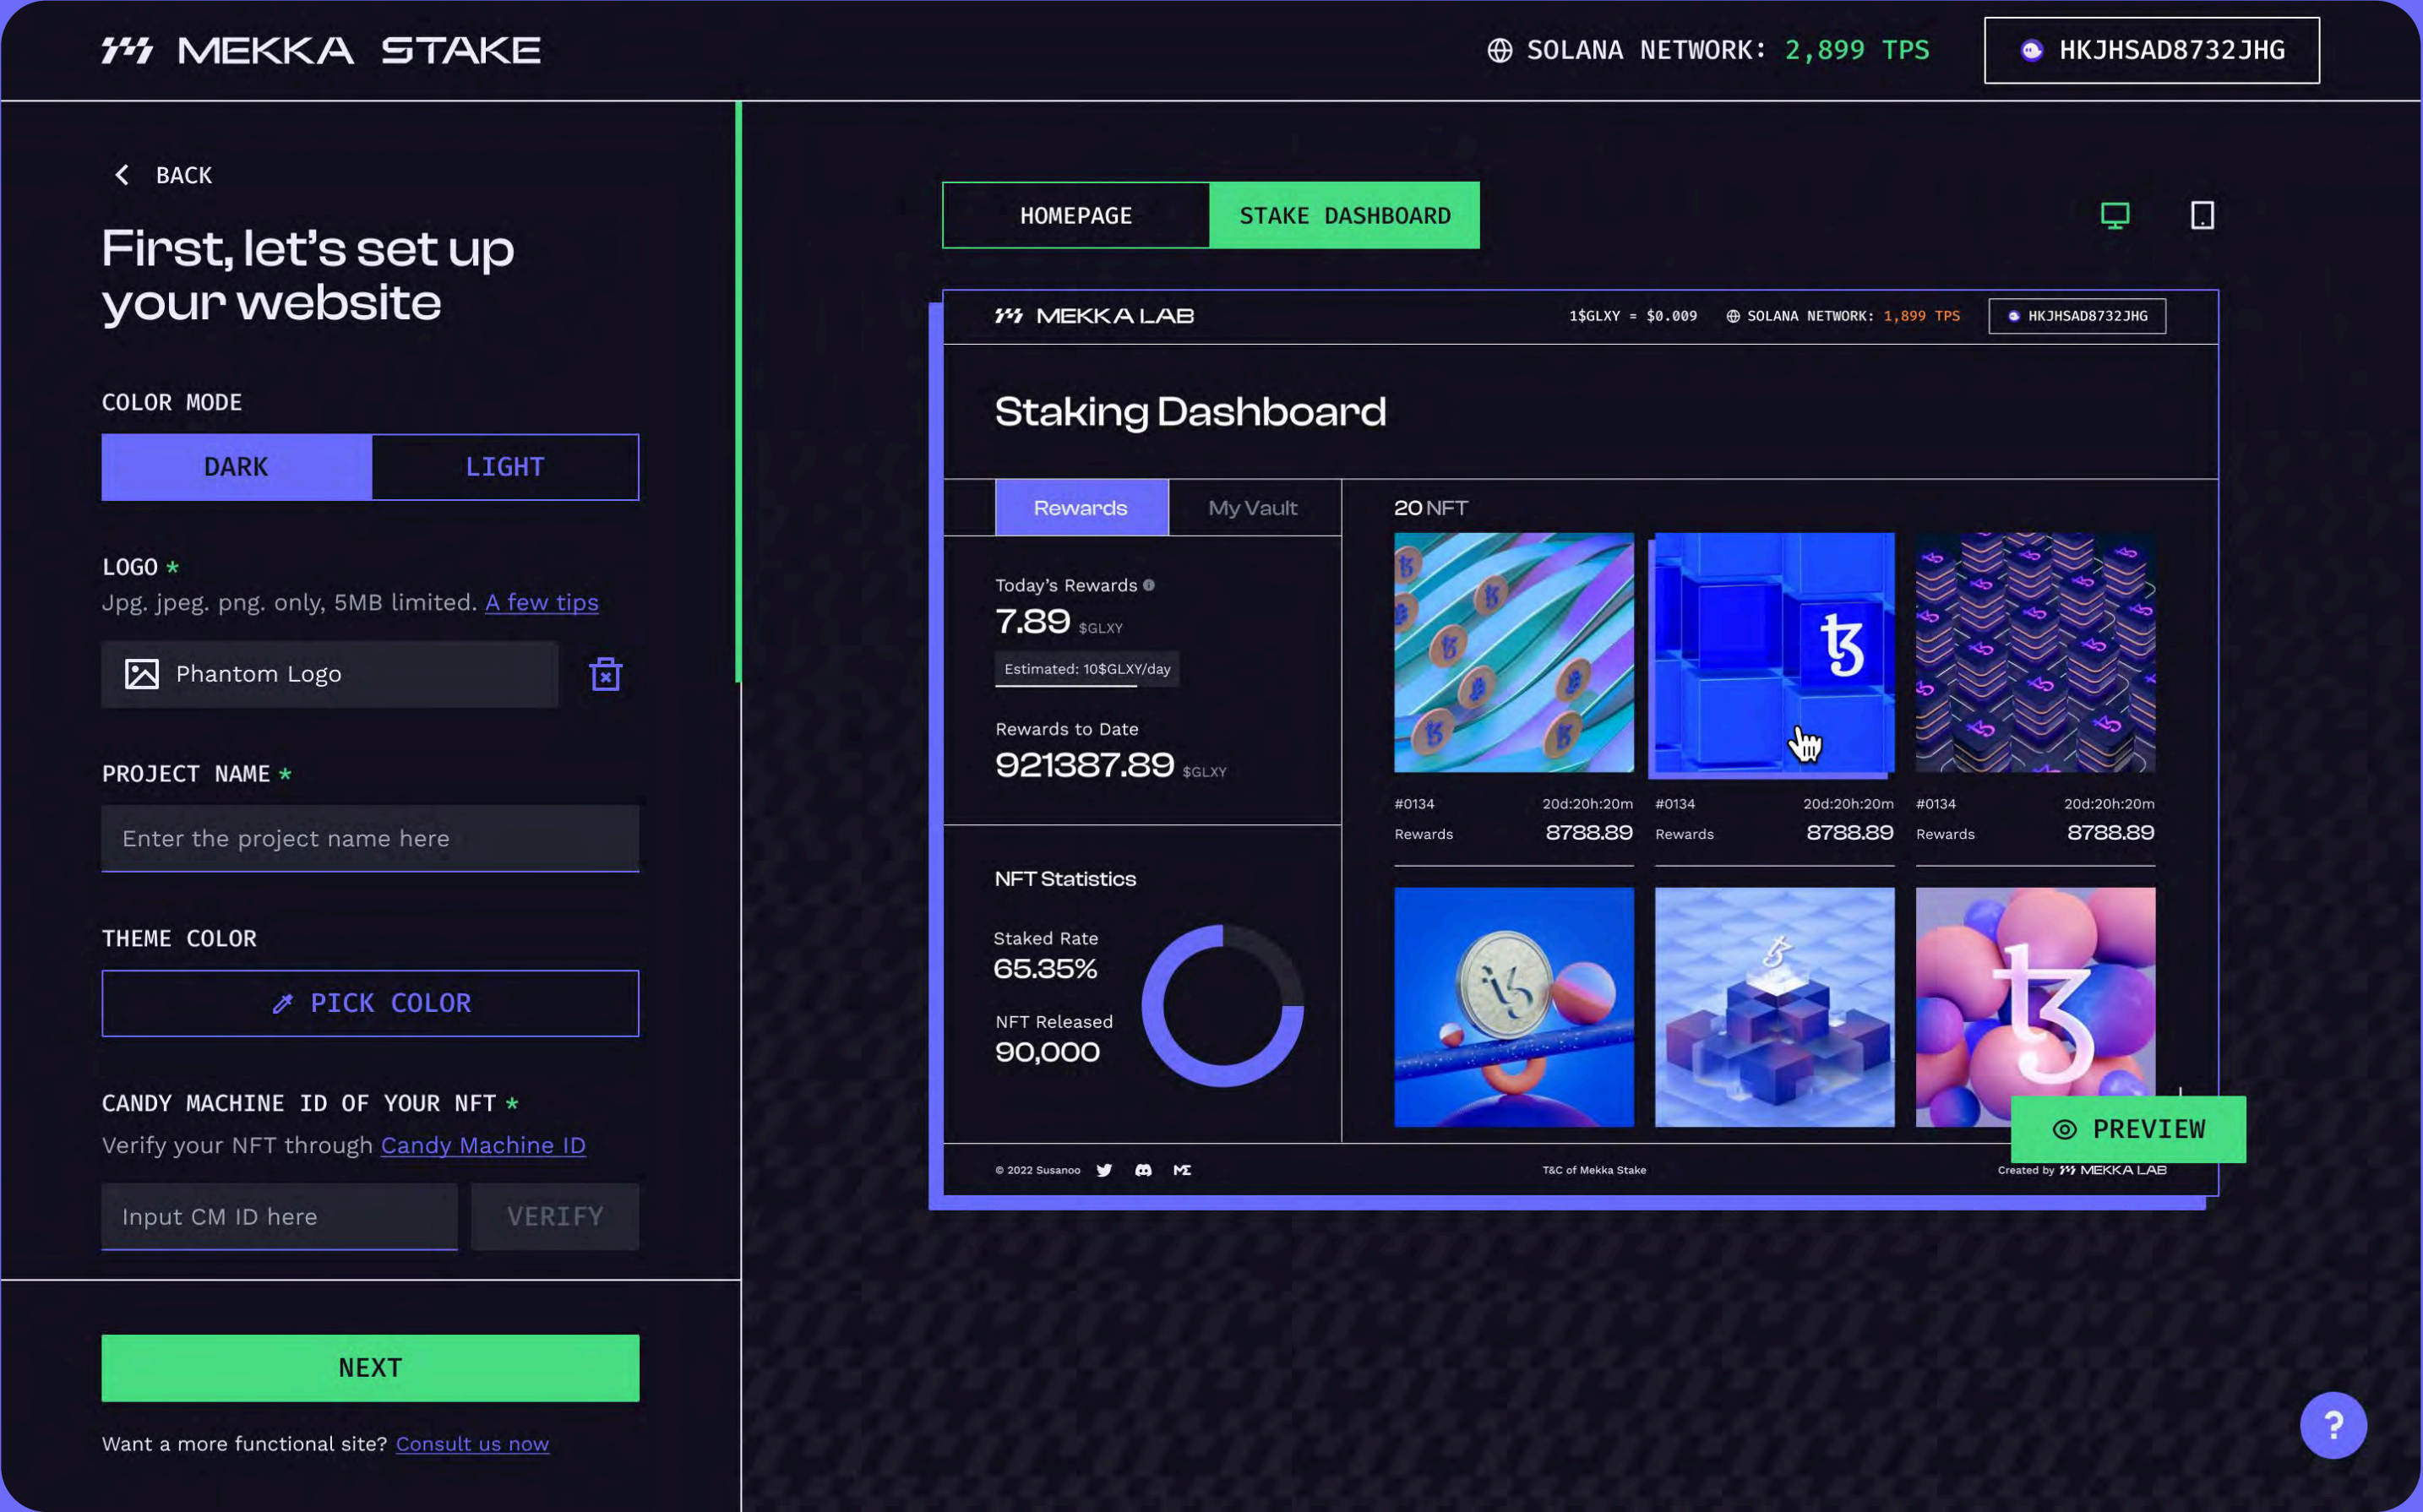 MEKKA STAKE
SOLANA NETWORK: 2,899 TPS
HKJHSAD8732JHG
BACK
First, let's set up
your website
COLOR MODE
DARK
LIGHT
LOGO *
Jpg. jpeg. png. only, 5MB limited. A few tips
Phantom Logo
PROJECT NAME *
Enter the project name here
THEME COLOR
PICK COLOR
CANDY MACHINE ID OF YOUR NFT *
Verify your NFT through Candy Machine ID
Input CM ID here
VERIFY
NEXT
Want a more functional site? Consult us now
HOMEPAGE
STAKE DASHBOARD
MEKKA LAB
1$GLXY = $0.009
SOLANA NETWORK: 1,899 TPS
HKJHSAD8732JHG
Staking Dashboard
Rewards
My Vault
Today's Rewards
7.89 $GLXY
Estimated: 10$GLXY/day
Rewards to Date
921387.89 $GLXY
NFT Statistics
Staked Rate
65.35%
NFT Released
90,000
20 NFT
#0134 20d:20h:20m
Rewards 8788.89
#0134 20d:20h:20m
Rewards 8788.89
#0134 20d:20h:20m
Rewards 8788.89
PREVIEW
© 2022 Susanoo
T&C of Mekka Stake
Created by MEKKA LAB
?